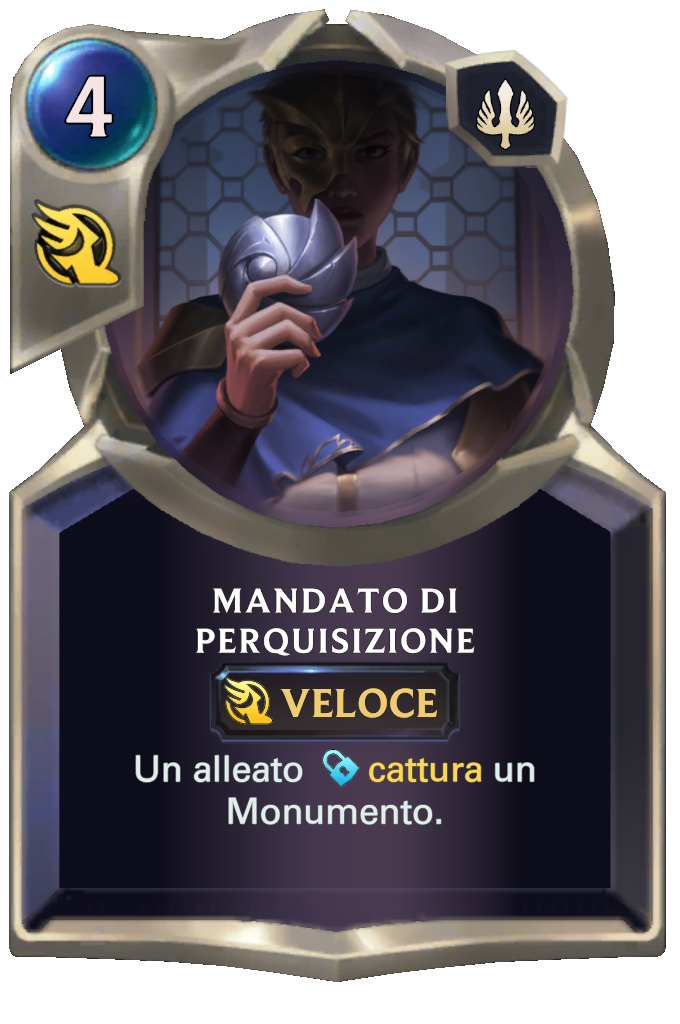 4
MANDATO DI
PERQUISIZIONE
VELOCE
Un alleato cattura un
Monumento.